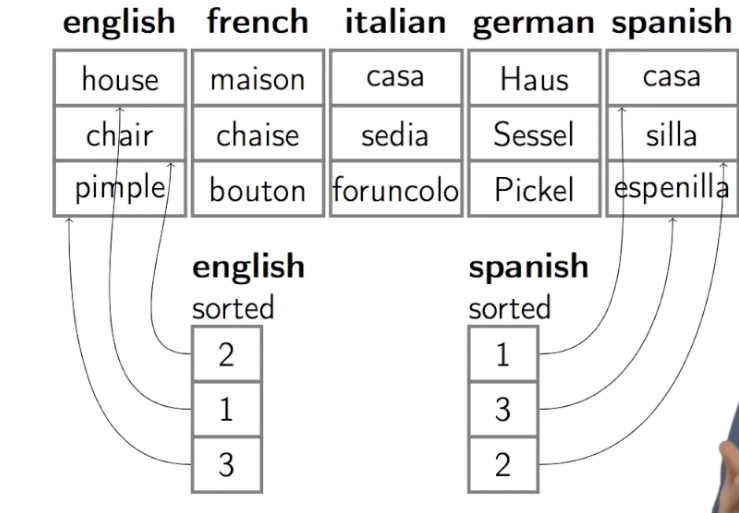 english french italian german spanish
house maison casa Haus casa
chair chaise sedia Sessel silla
pimple bouton foruncolo Pickel espenilla
english spanish
sorted sorted
2 1
1 3
3 2